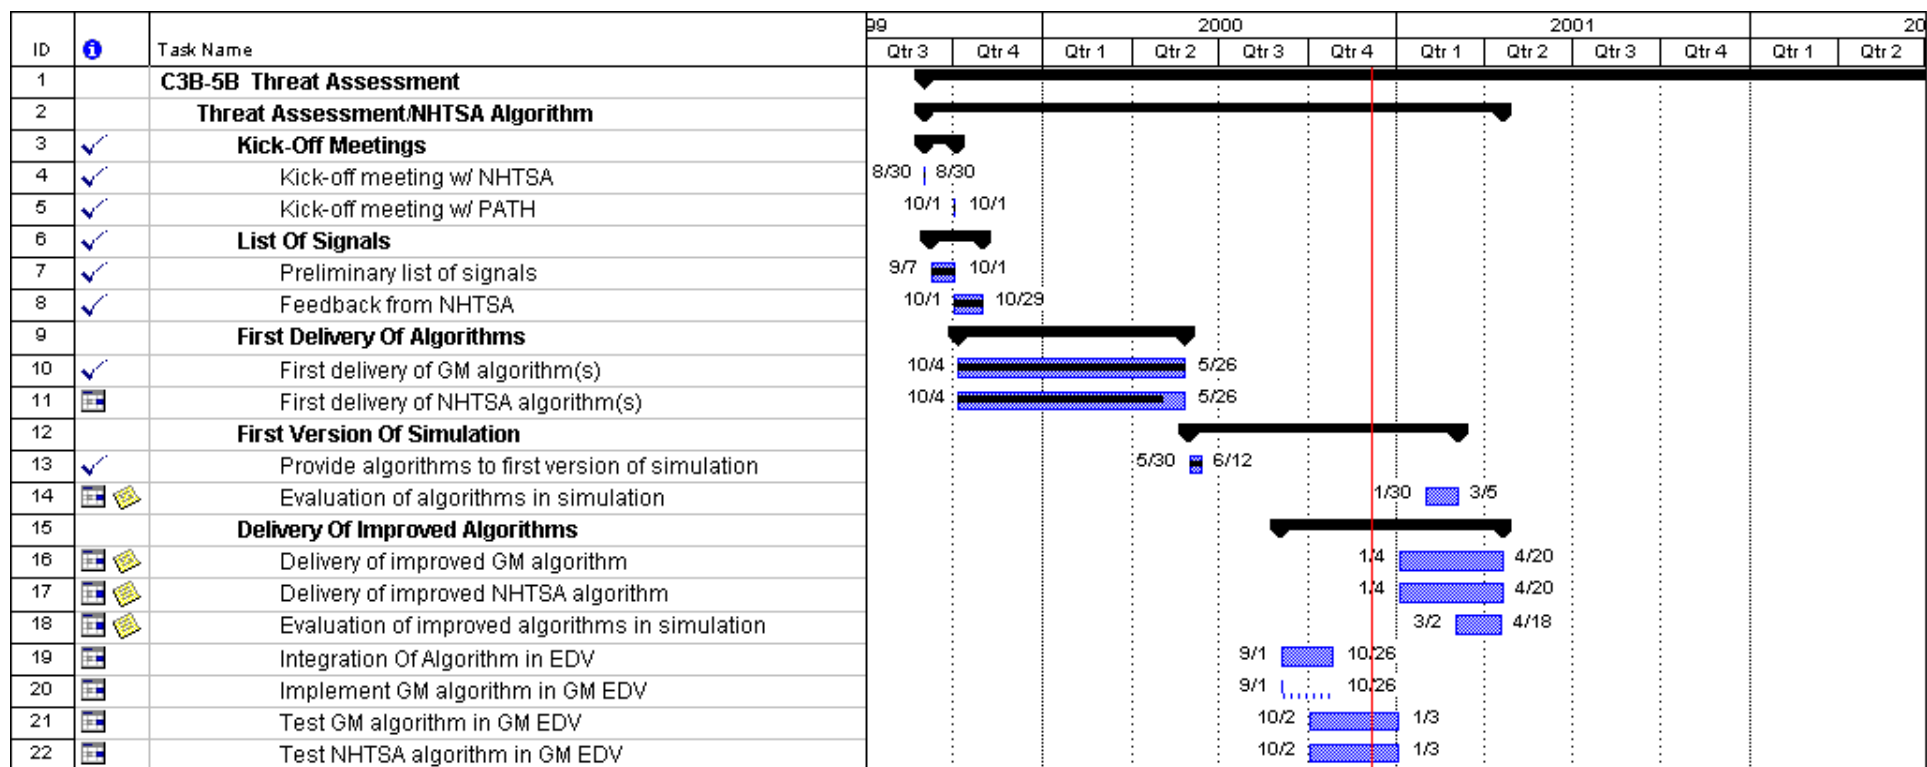 99 2000 2001 20
ID Task Name Qtr 3 Qtr 4 Qtr 1 Qtr 2 Qtr 3 Qtr 4 Qtr 1 Qtr 2 Qtr 3 Qtr 4 Qtr 1 Qtr 2
1 C3B-5B Threat Assessment
2 Threat Assessment/NHTSA Algorithm
3 Kick-Off Meetings
4 Kick-off meeting w/ NHTSA 8/30 8/30
5 Kick-off meeting w/ PATH 10/1 10/1
6 List Of Signals
7 Preliminary list of signals 9/7 10/1
8 Feedback from NHTSA 10/1 10/29
9 First Delivery Of Algorithms
10 First delivery of GM algorithm(s) 10/4 5/26
11 First delivery of NHTSA algorithm(s) 10/4 5/26
12 First Version Of Simulation
13 Provide algorithms to first version of simulation 5/30 6/12
14 Evaluation of algorithms in simulation 1/30 3/5
15 Delivery Of Improved Algorithms
16 Delivery of improved GM algorithm 1/4 4/20
17 Delivery of improved NHTSA algorithm 1/4 4/20
18 Evaluation of improved algorithms in simulation 3/2 4/18
19 Integration Of Algorithm in EDV 9/1 10/26
20 Implement GM algorithm in GM EDV 9/1 10/26
21 Test GM algorithm in GM EDV 10/2 1/3
22 Test NHTSA algorithm in GM EDV 10/2 1/3